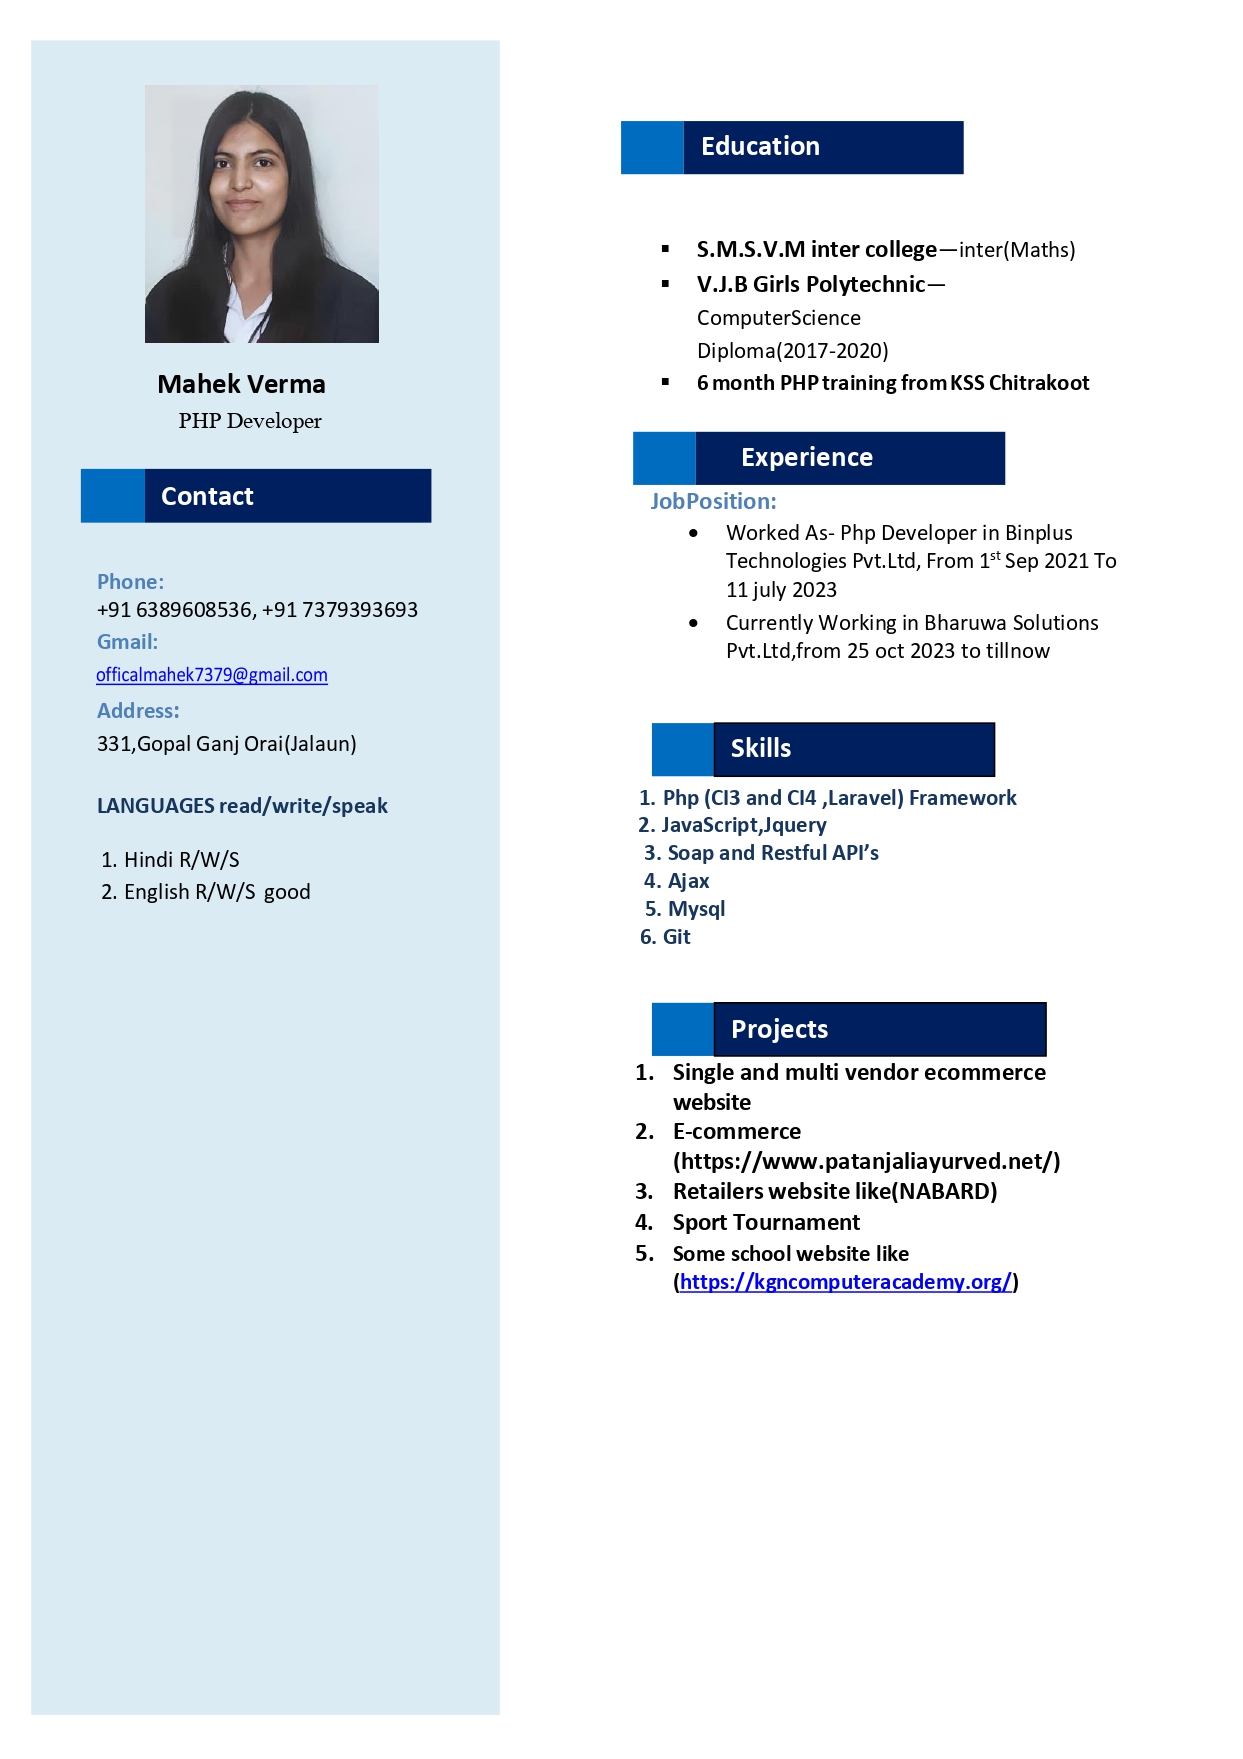 Mahek Verma
PHP Developer
Contact
Phone:
+91 6389608536, +91 7379393693
Gmail:
officalmahek7379@gmail.com
Address:
331,Gopal Ganj Orai(Jalaun)
LANGUAGES read/write/speak
1. Hindi R/W/S
2. English R/W/S good
Education
▪ S.M.S.V.M inter college—inter(Maths)
▪ V.J.B Girls Polytechnic—
ComputerScience
Diploma(2017-2020)
▪ 6 month PHP training from KSS Chitrakoot
Experience
JobPosition:
• Worked As- Php Developer in Binplus
Technologies Pvt.Ltd, From 1st Sep 2021 To
11 july 2023
• Currently Working in Bharuwa Solutions
Pvt.Ltd,from 25 oct 2023 to tillnow
Skills
1. Php (CI3 and CI4 ,Laravel) Framework
2. JavaScript,Jquery
3. Soap and Restful API’s
4. Ajax
5. Mysql
6. Git
Projects
1. Single and multi vendor ecommerce
website
2. E-commerce
(https://www.patanjaliayurved.net/)
3. Retailers website like(NABARD)
4. Sport Tournament
5. Some school website like
(https://kgncomputeracademy.org/)